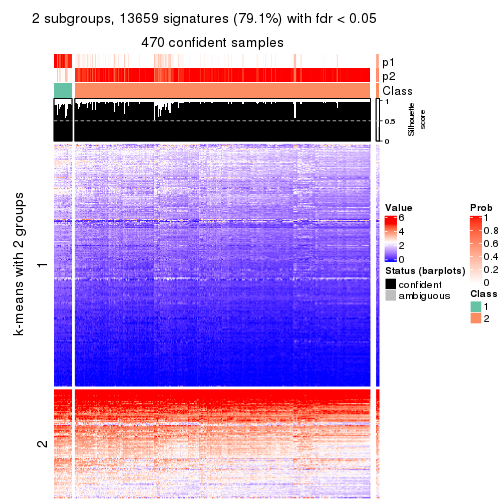 2 subgroups, 13659 signatures (79.1%) with fdr < 0.05
470 confident samples
p1
p2
Class
1
0.5
0
Silhouette
score
k-means with 2 groups
1
2
Value
6
4
2
0
Status (barplots)
confident
ambiguous
Prob
1
0.8
0.6
0.4
0.2
0
Class
1
2